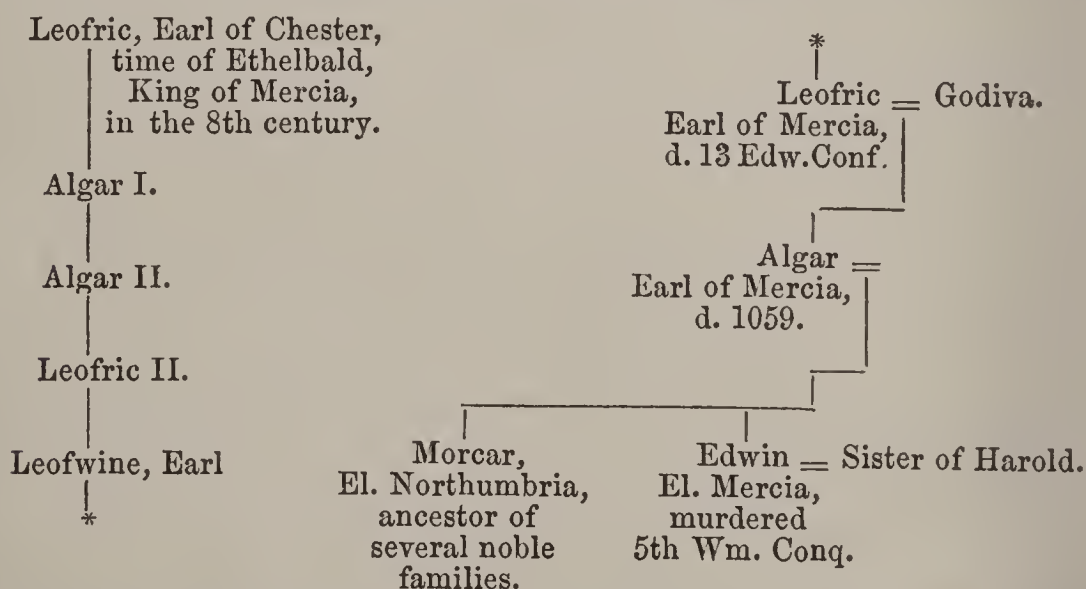 Leofric, Earl of Chester,
time of Ethelbald,
King of Mercia,
in the 8th century.
Algar I.
Algar II.
Leofric II.
Leofwine, Earl
*
*
Leofric = Godiva.
Earl of Mercia,
d. 13 Edw. Conf.
Algar =
Earl of Mercia,
d. 1059.
Morcar,
El. Northumbria,
ancestor of
several noble
families.
Edwin = Sister of Harold.
El. Mercia,
murdered
5th Wm. Conq.